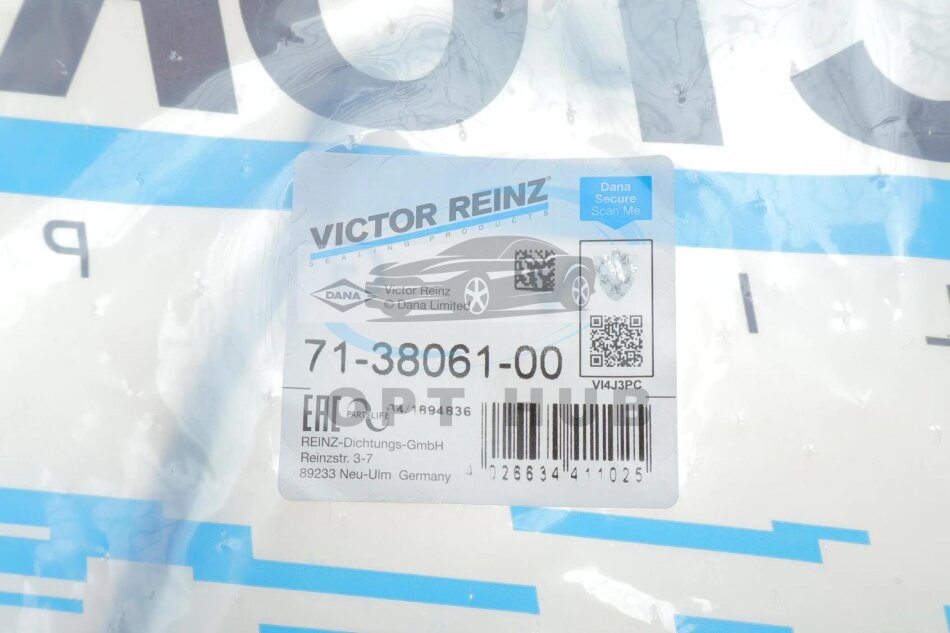 VICTOR REINZ®
SEALING PRODUCTS
Dana
Secure
Scan Me
DANA
Victor Reinz
© Dana Limited
71-38061-00
VI4J3PC
OPT HUB
EAC
PARTSLIFE
34/1894836
REINZ-Dichtungs-GmbH
Reinzstr. 3-7
89233 Neu-Ulm Germany
4 026634 411025